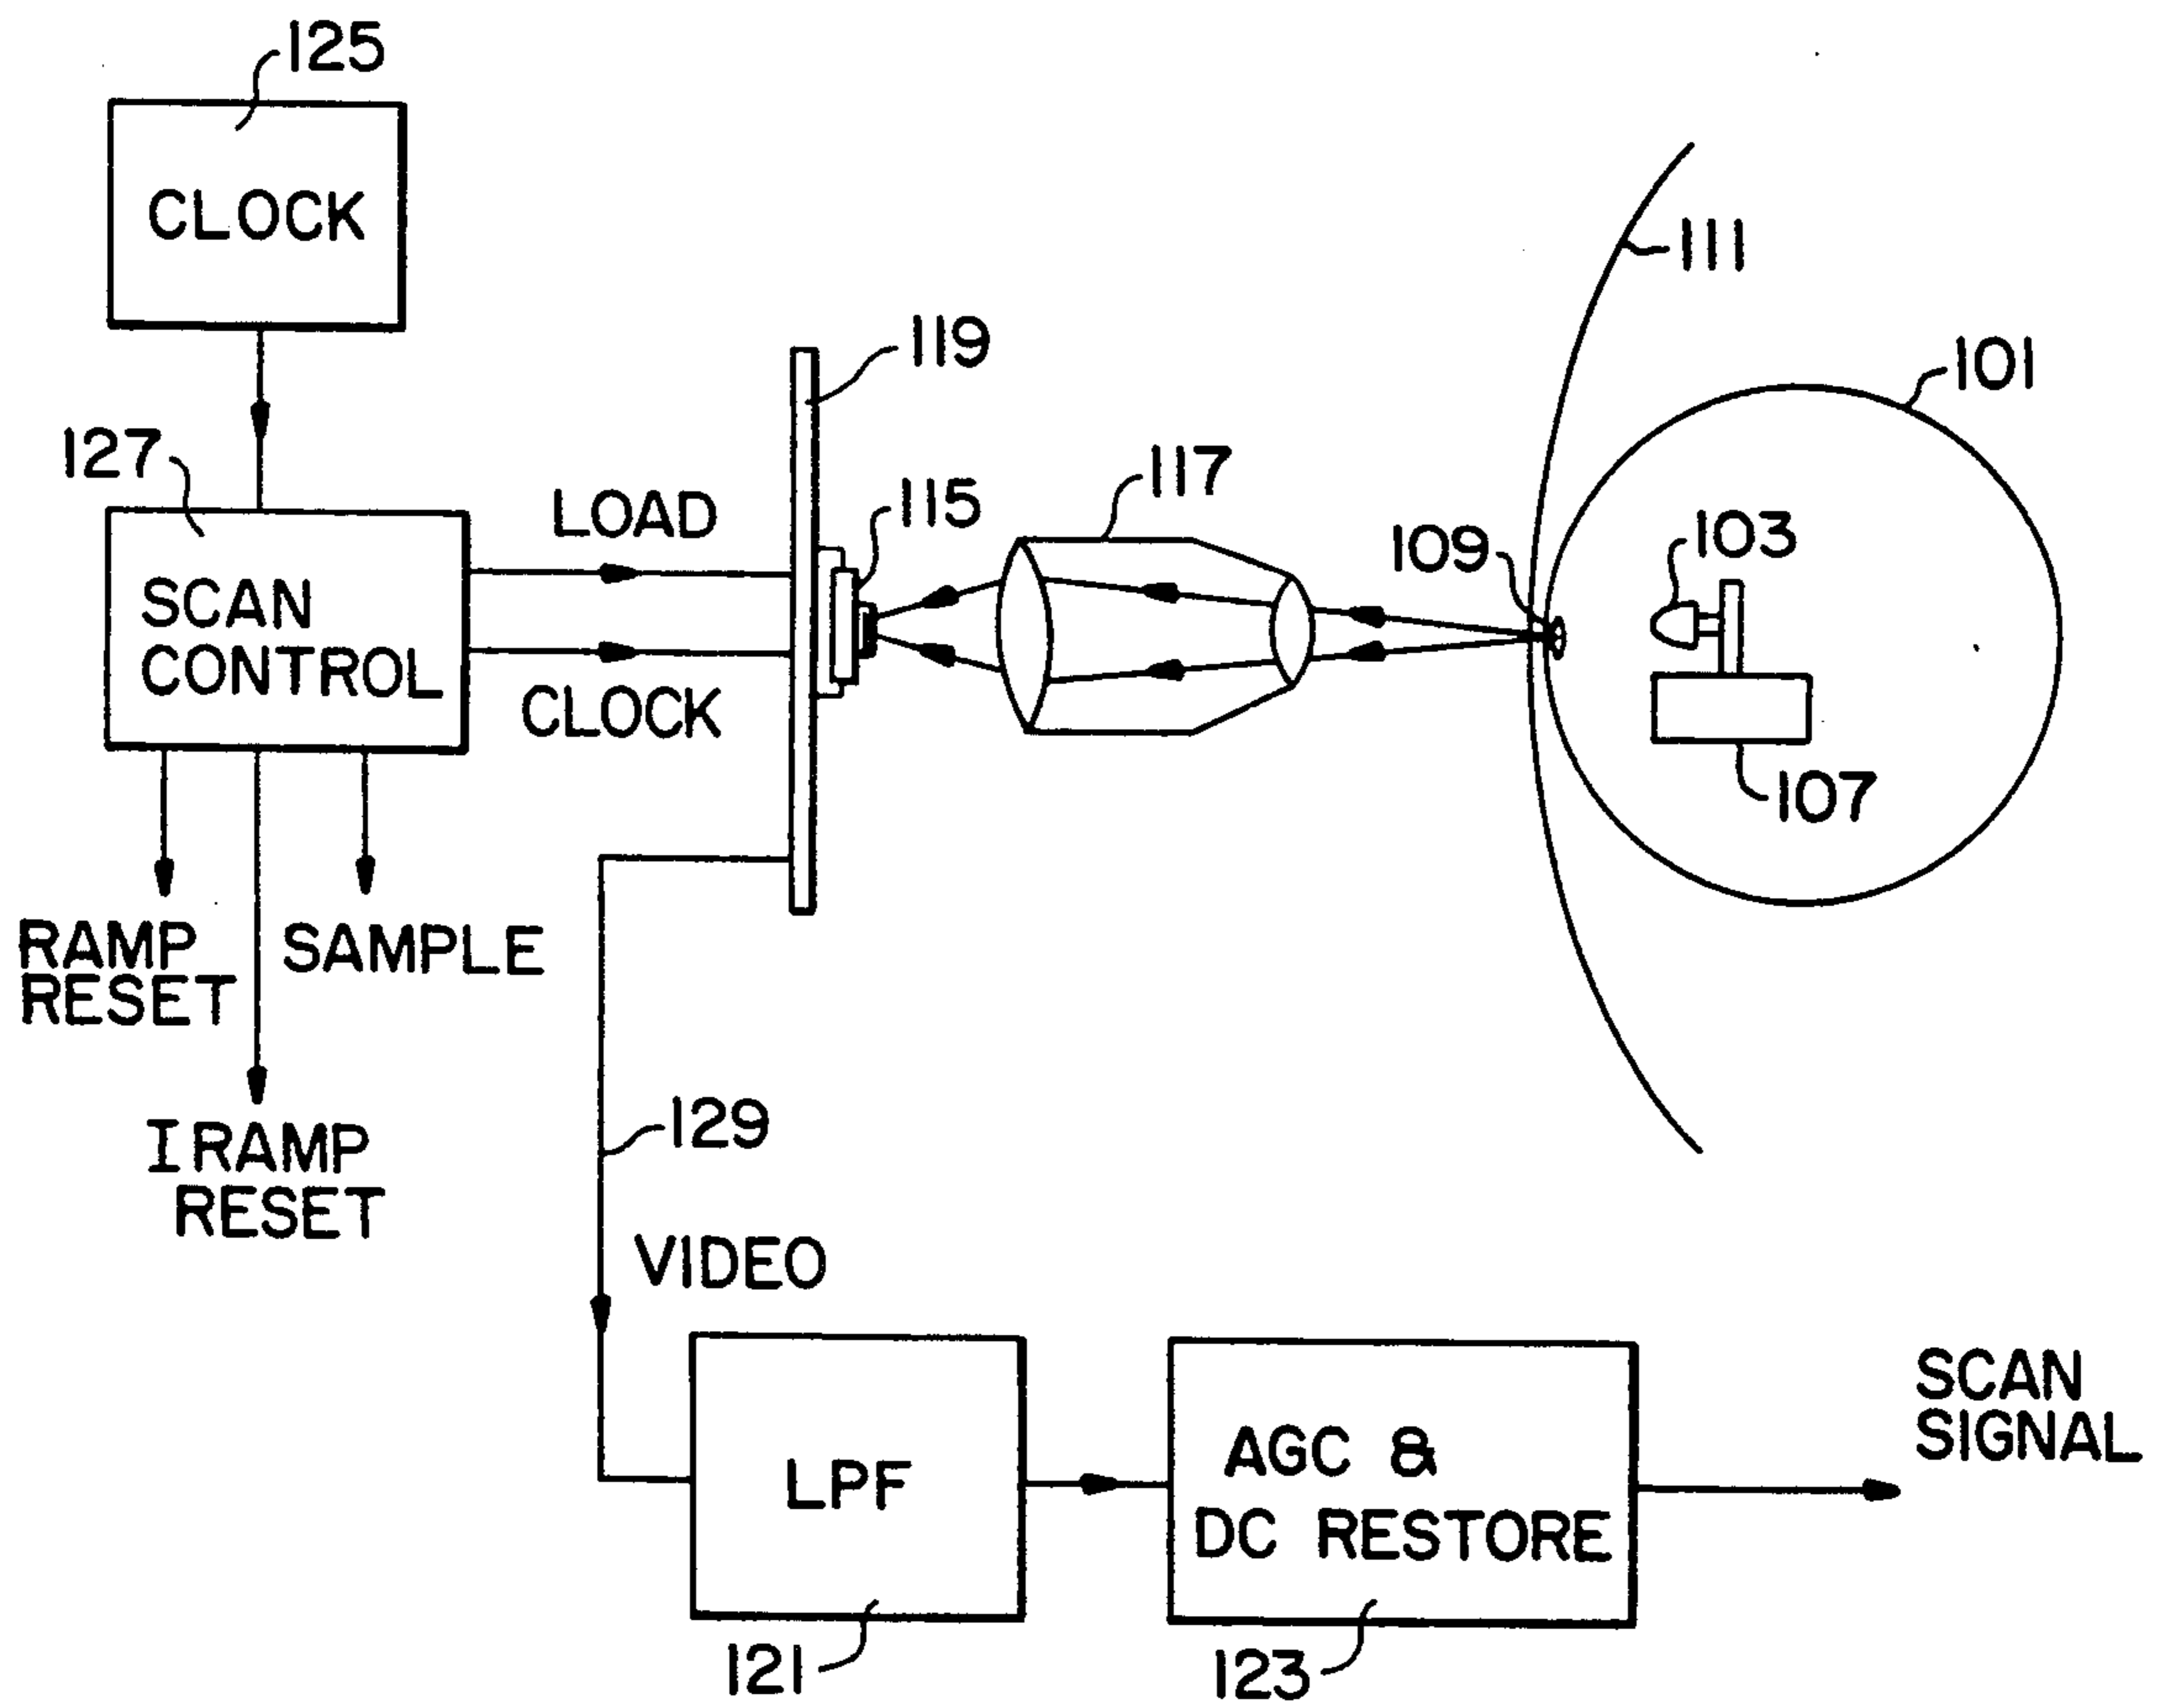 125
CLOCK
111
119
101
127
117
115
LOAD
109
103
SCAN
CONTROL
CLOCK
107
RAMP
RESET
SAMPLE
I RAMP
RESET
129
VIDEO
SCAN
SIGNAL
LPF
AGC &
DC RESTORE
121
123